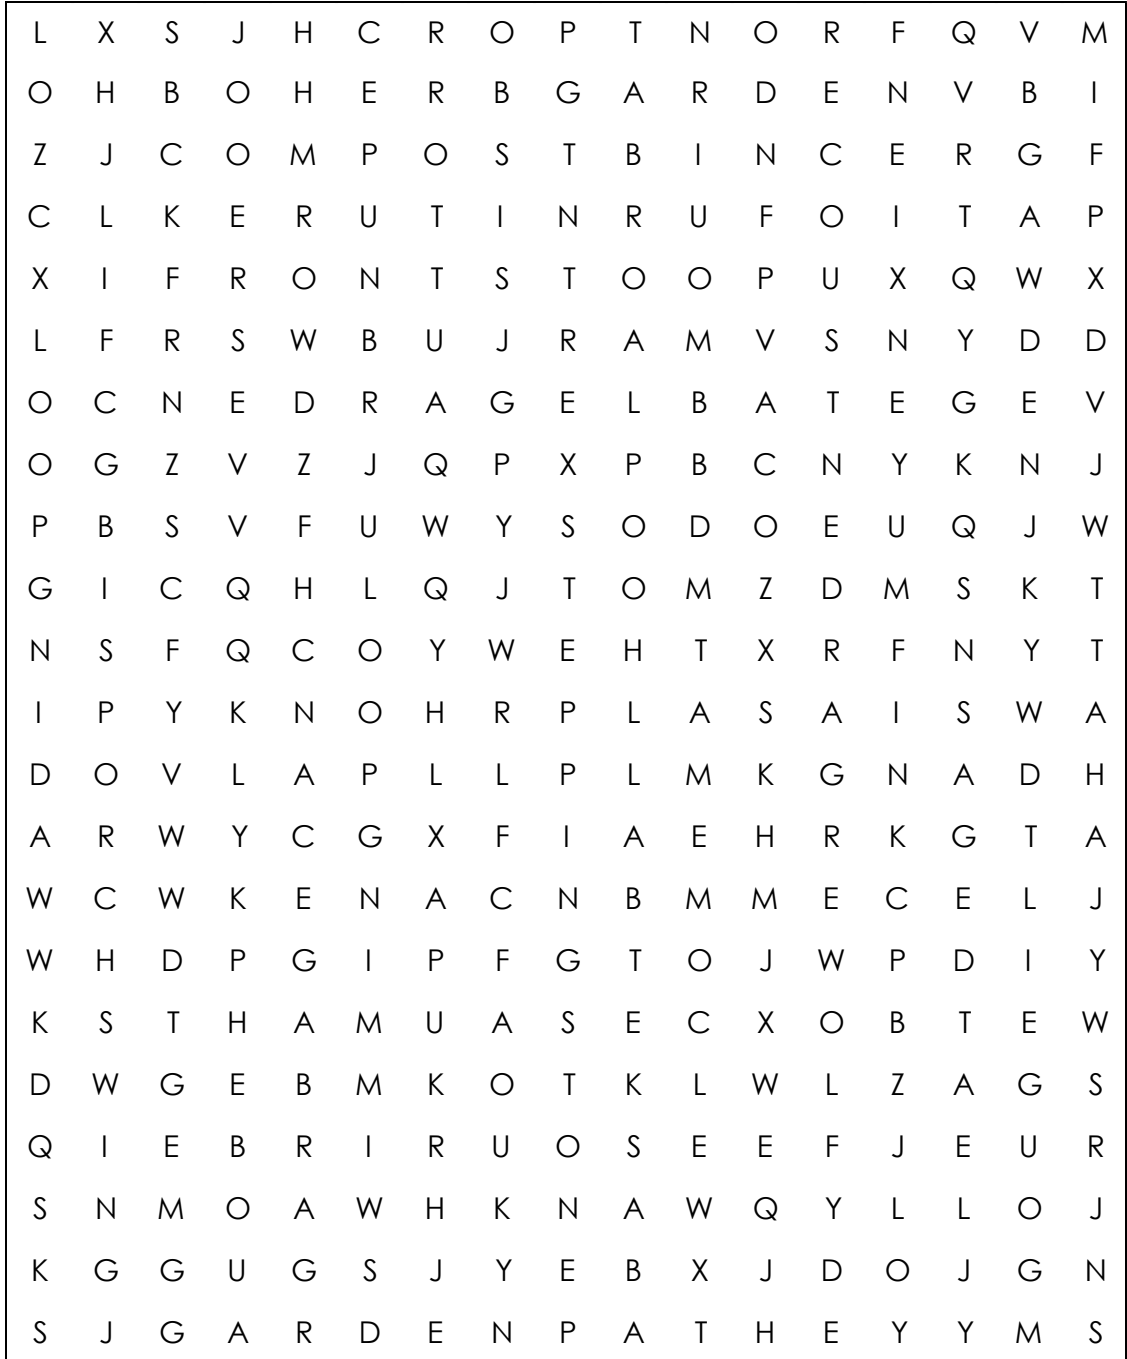 L X S J H C R O P T N O R F Q V M
O H B O H E R B G A R D E N V B I
Z J C O M P O S T B I N C E R G F
C L K E R U T I N R U F O I T A P
X I F R O N T S T O O P U X Q W X
L F R S W B U J R A M V S N Y D D
O C N E D R A G E L B A T E G E V
O G Z V Z J Q P X P B C N Y K N J
P B S V F U W Y S O D O E U Q J W
G I C Q H L Q J T O M Z D M S K T
N S F Q C O Y W E H T X R F N Y T
I P Y K N O H R P L A S A I S W A
D O V L A P L L P L M K G N A D H
A R W Y C G X F I A E H R K G T A
W C W K E N A C N B M M E C E L J
W H D P G I P F G T O J W P D I Y
K S T H A M U A S E C X O B T E W
D W G E B M K O T K L W L Z A G S
Q I E B R I R U O S E E F J E U R
S N M O A W H K N A W Q Y L L O J
K G G U G S J Y E B X J D O J G N
S J G A R D E N P A T H E Y Y M S